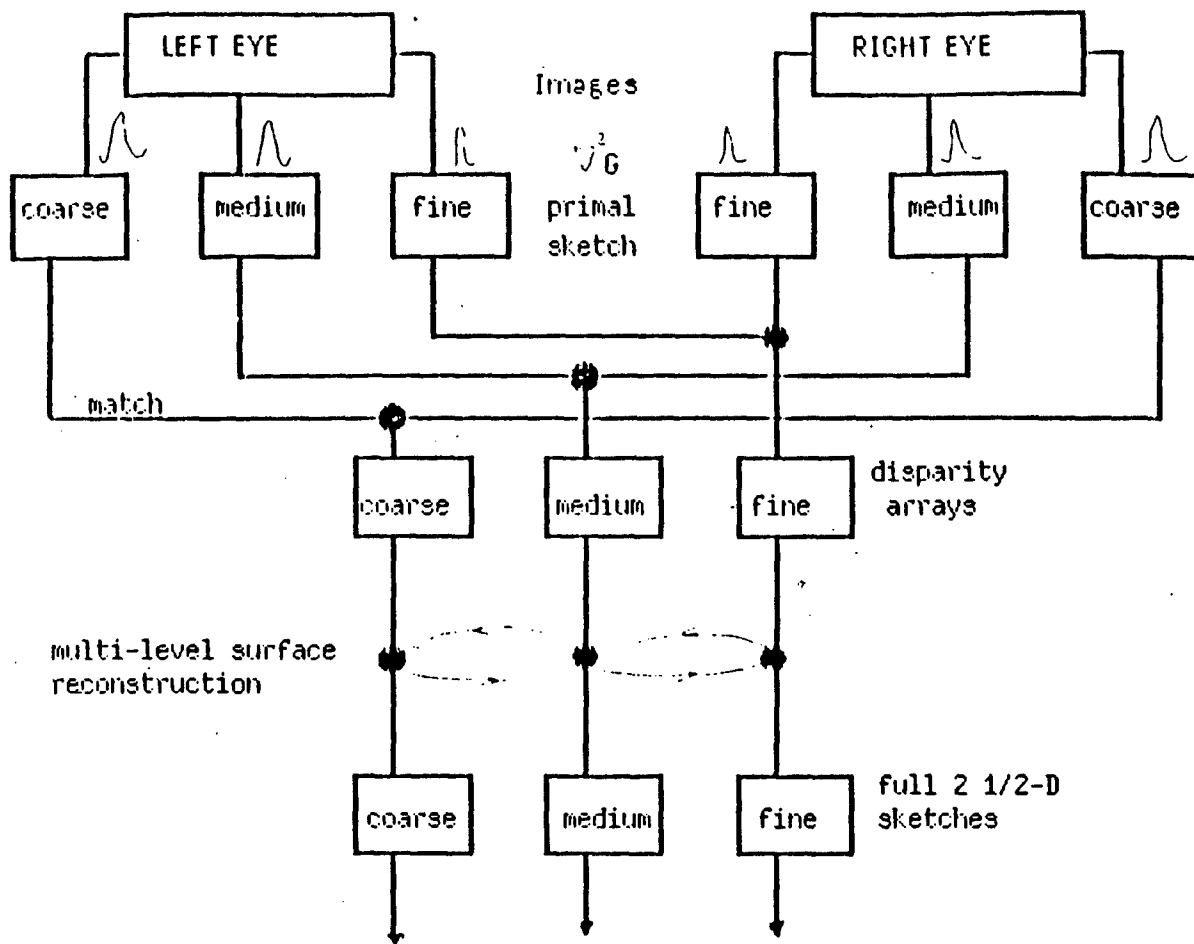 LEFT EYE
RIGHT EYE
Images
∇²G
coarse
medium
fine
primal
sketch
fine
medium
coarse
match
coarse
medium
fine
disparity
arrays
multi-level surface
reconstruction
coarse
medium
fine
full 2 1/2-D
sketches